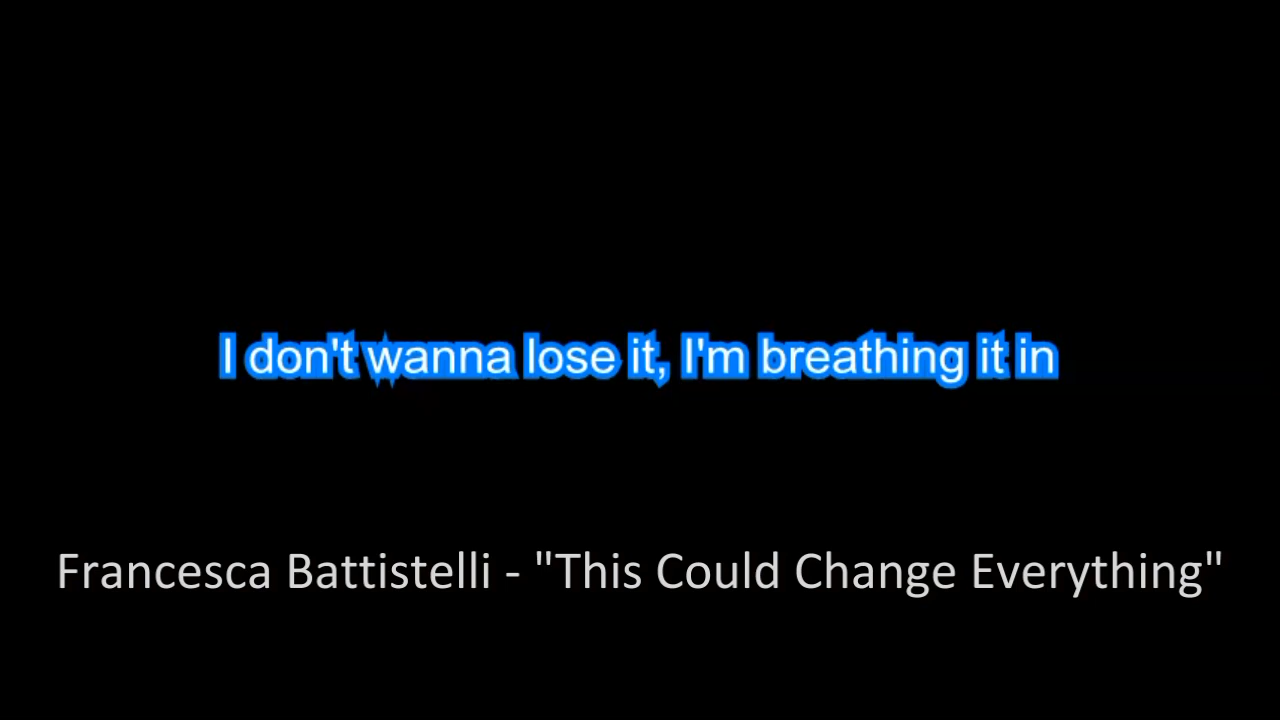 I don't wanna lose it, I'm breathing it in
Francesca Battistelli - "This Could Change Everything"